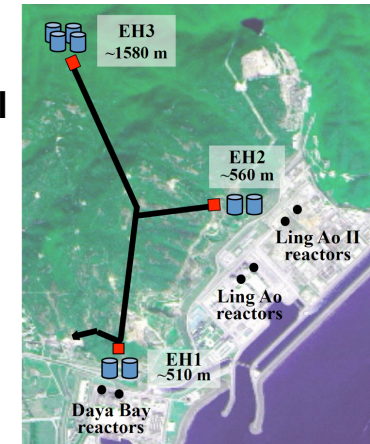 EH3
~1580 m
EH2
~560 m
Ling Ao II
reactors
Ling Ao
reactors
EH1
~510 m
Daya Bay
reactors